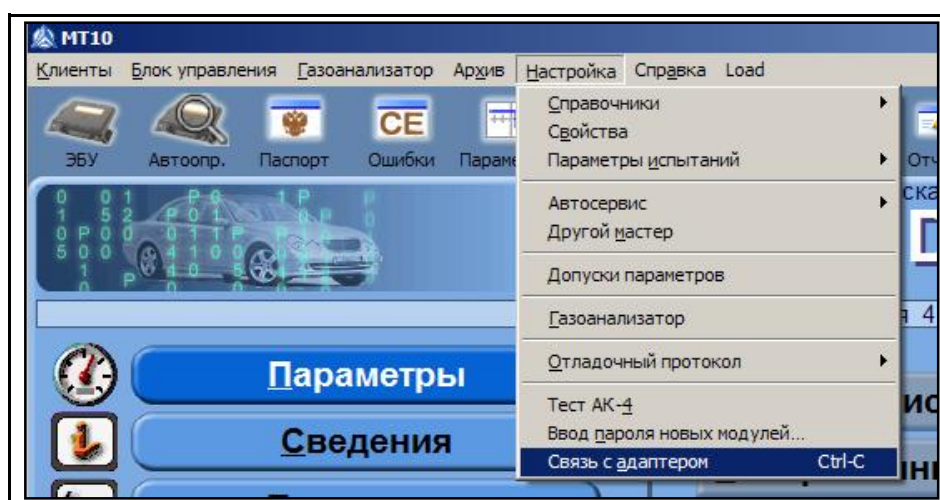 МТ10
Клиенты Блок управления Газоанализатор Архив Настройка Справка Load
ЭБУ Автоопр. Паспорт CE Ошибки
Справочники
Свойства
Параметры испытаний
Автосервис
Другой мастер
Допуски параметров
Газоанализатор
Отладочный протокол
Тест АК-4
Ввод пароля новых модулей...
Связь с адаптером Ctrl-C
Параметры
Сведения